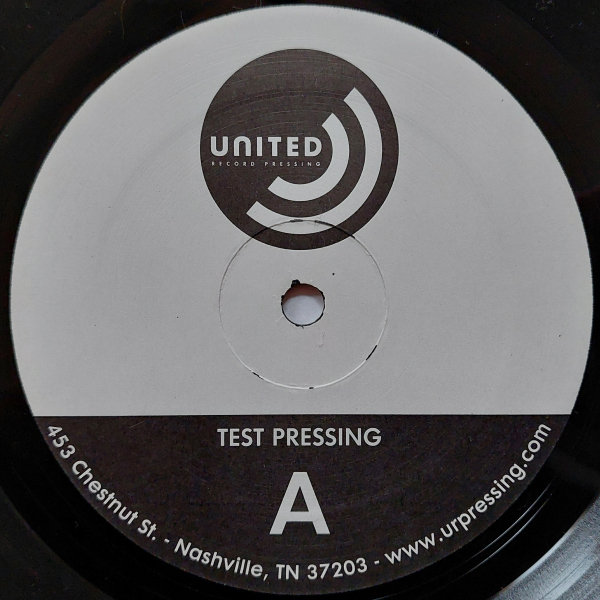 UNITED
RECORD PRESSING
TEST PRESSING
A
453 Chestnut St. - Nashville, TN 37203 - www.urpressing.com